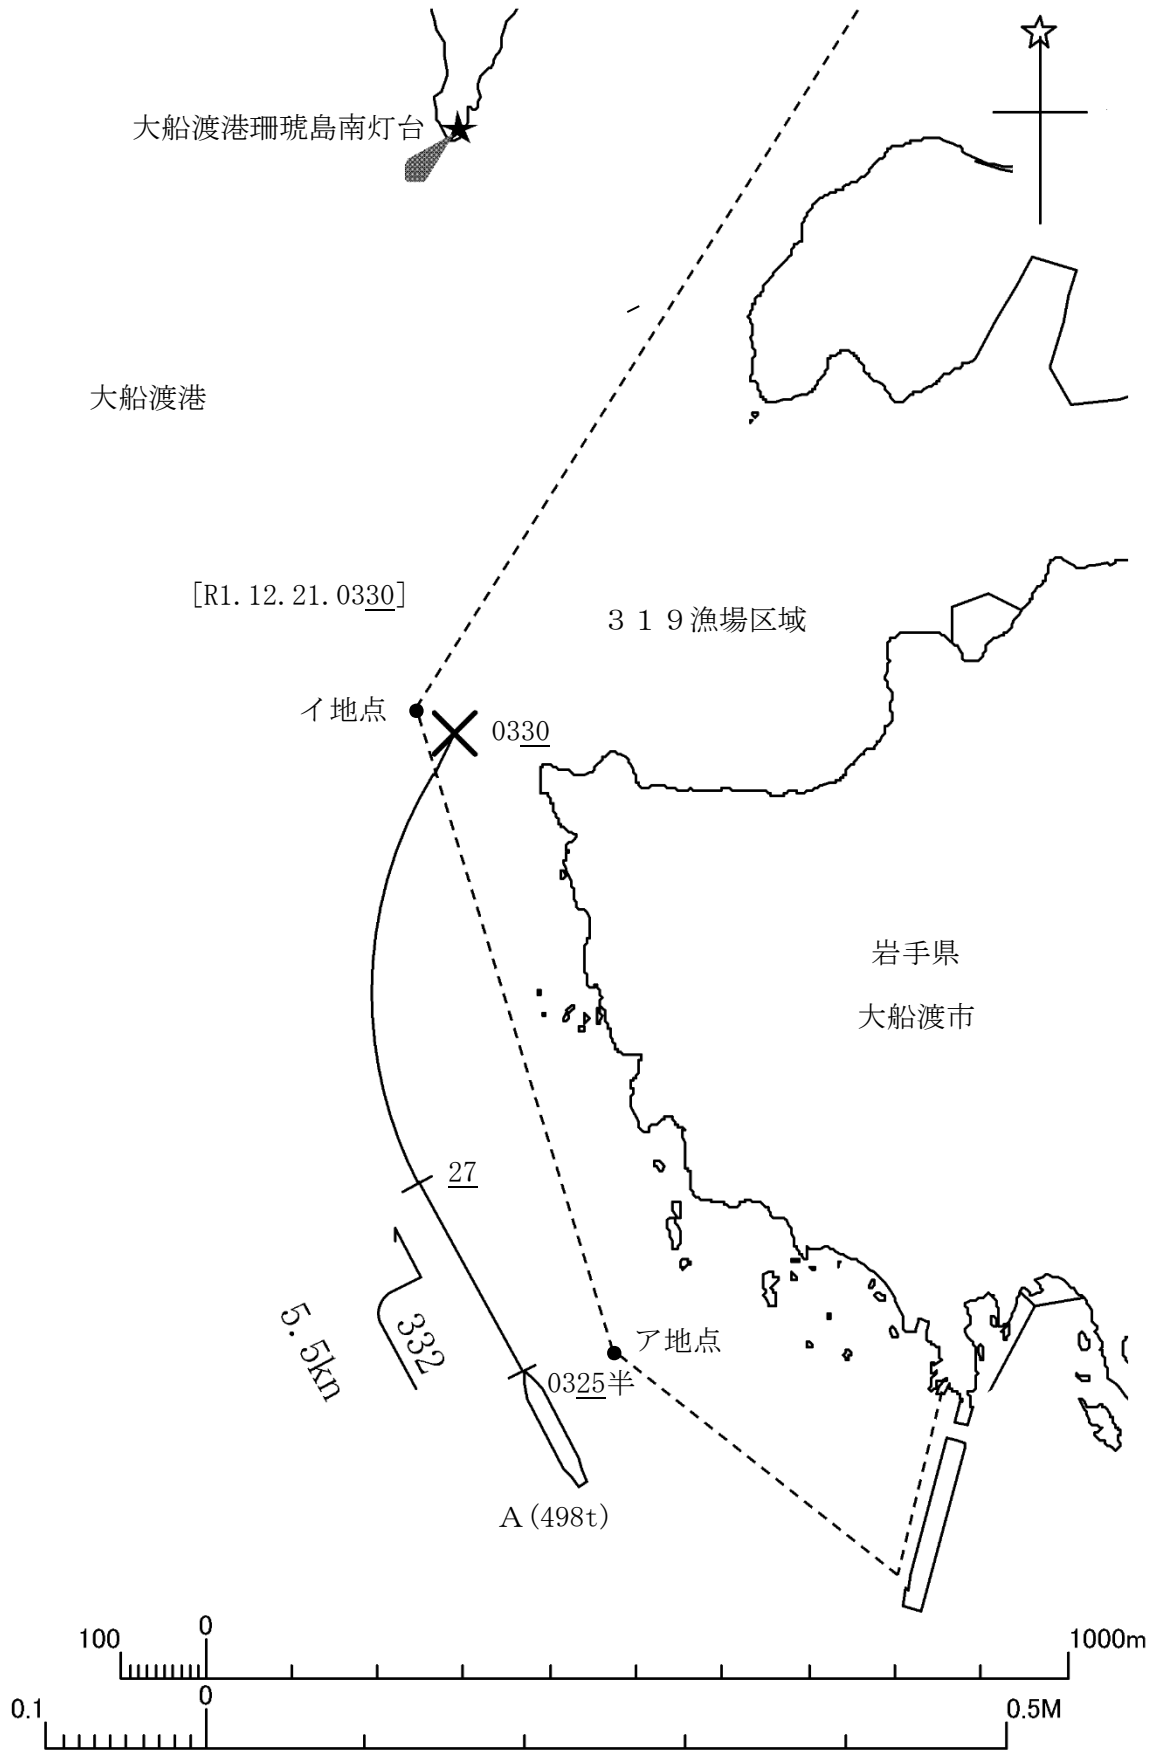 大船渡港珊琥島南灯台
大船渡港
[R1.12.21.0330]
３１９漁場区域
イ地点
0330
岩手県
大船渡市
27
332
5.5kn
ア地点
0325半
Ａ(498t)
100 0 1000m
0.1 0 0.5M